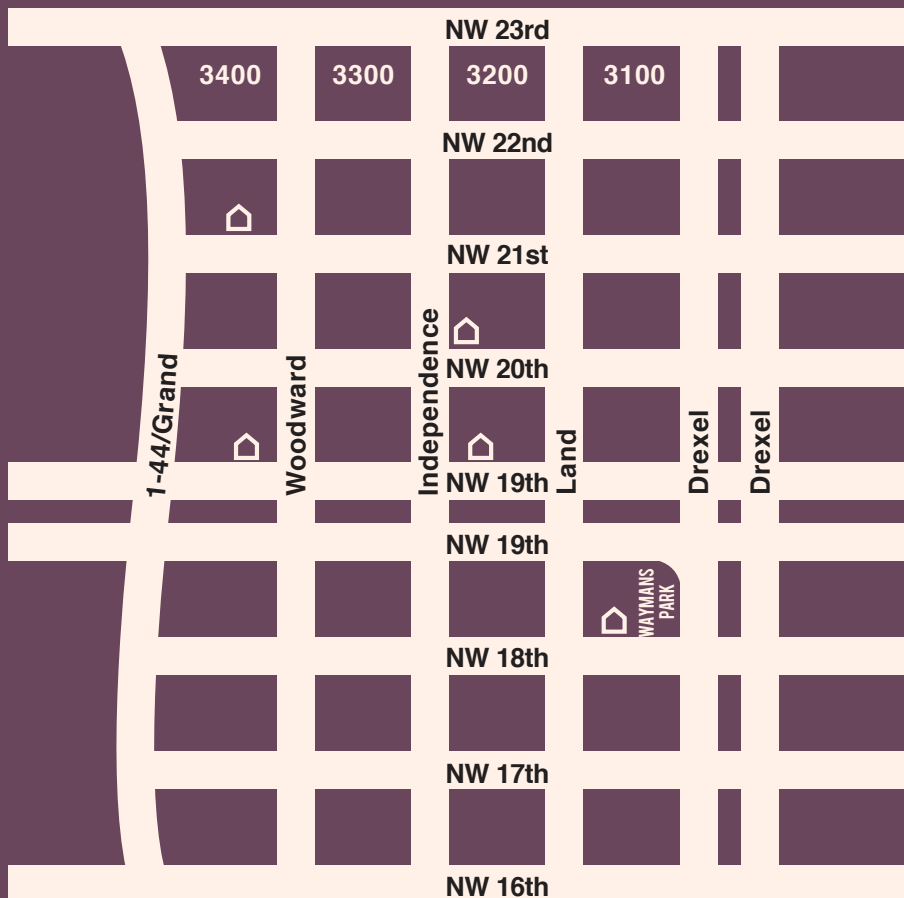 NW 23rd
3400
3300
3200
3100
NW 22nd
NW 21st
NW 20th
1-44/Grand
Woodward
Independence
Land
Drexel
Drexel
NW 19th
NW 19th
WAYMANS
PARK
NW 18th
NW 17th
NW 16th